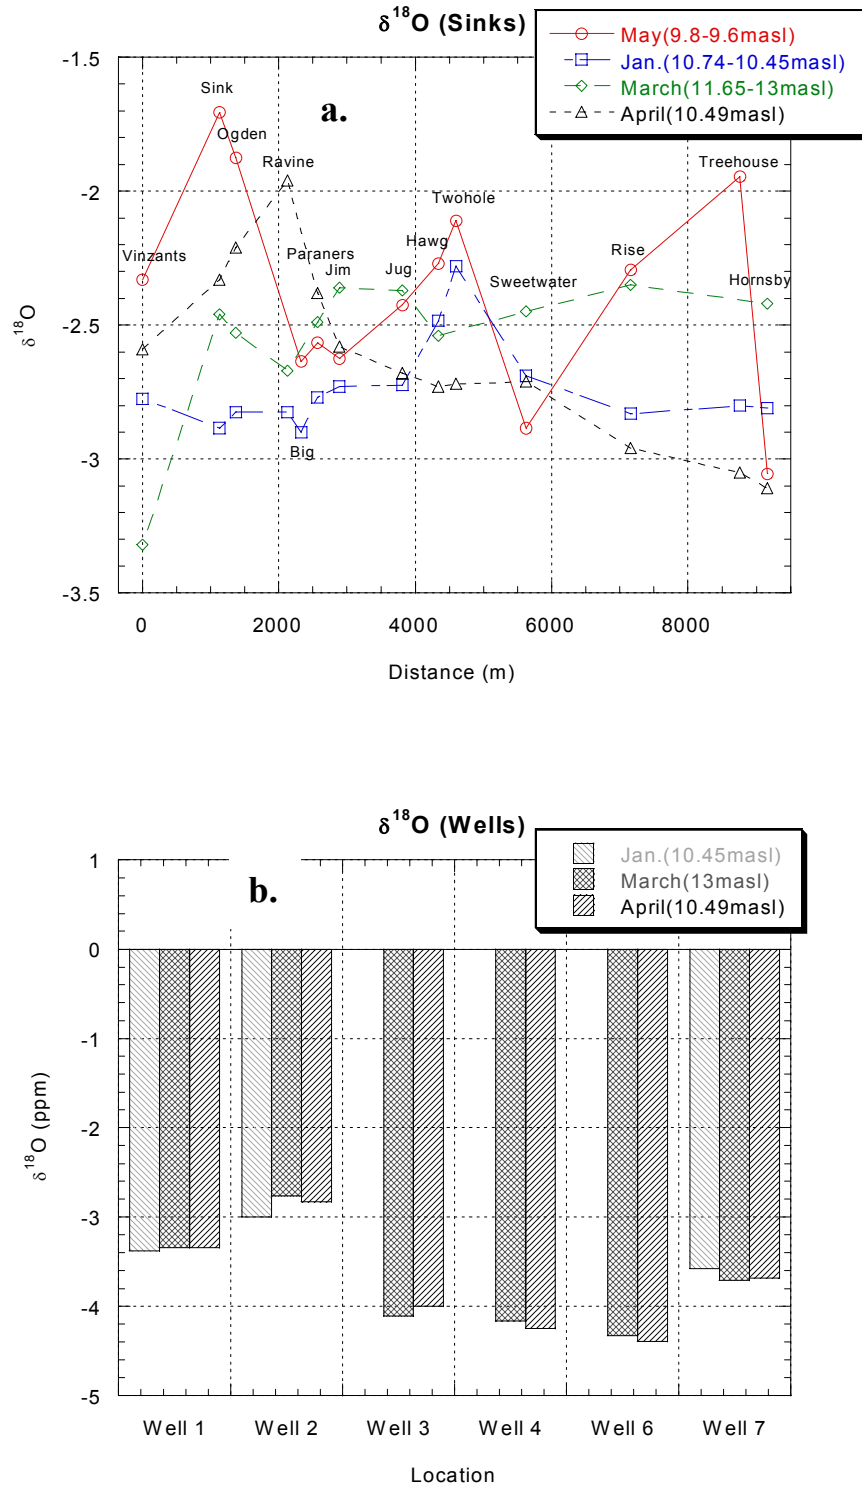 δ18O (Sinks)
May(9.8-9.6masl)
Jan.(10.74-10.45masl)
March(11.65-13masl)
April(10.49masl)
a.
-1.5
-2
-2.5
-3
-3.5
δ18O
Sink
Ogden
Ravine
Vinzants
Paraners
Jim
Big
Jug
Hawg
Twohole
Sweetwater
Rise
Treehouse
Hornsby
0 2000 4000 6000 8000
Distance (m)
δ18O (Wells)
Jan.(10.45masl)
March(13masl)
April(10.49masl)
b.
1
0
-1
-2
-3
-4
-5
δ18O (ppm)
Well 1 Well 2 Well 3 Well 4 Well 6 Well 7
Location